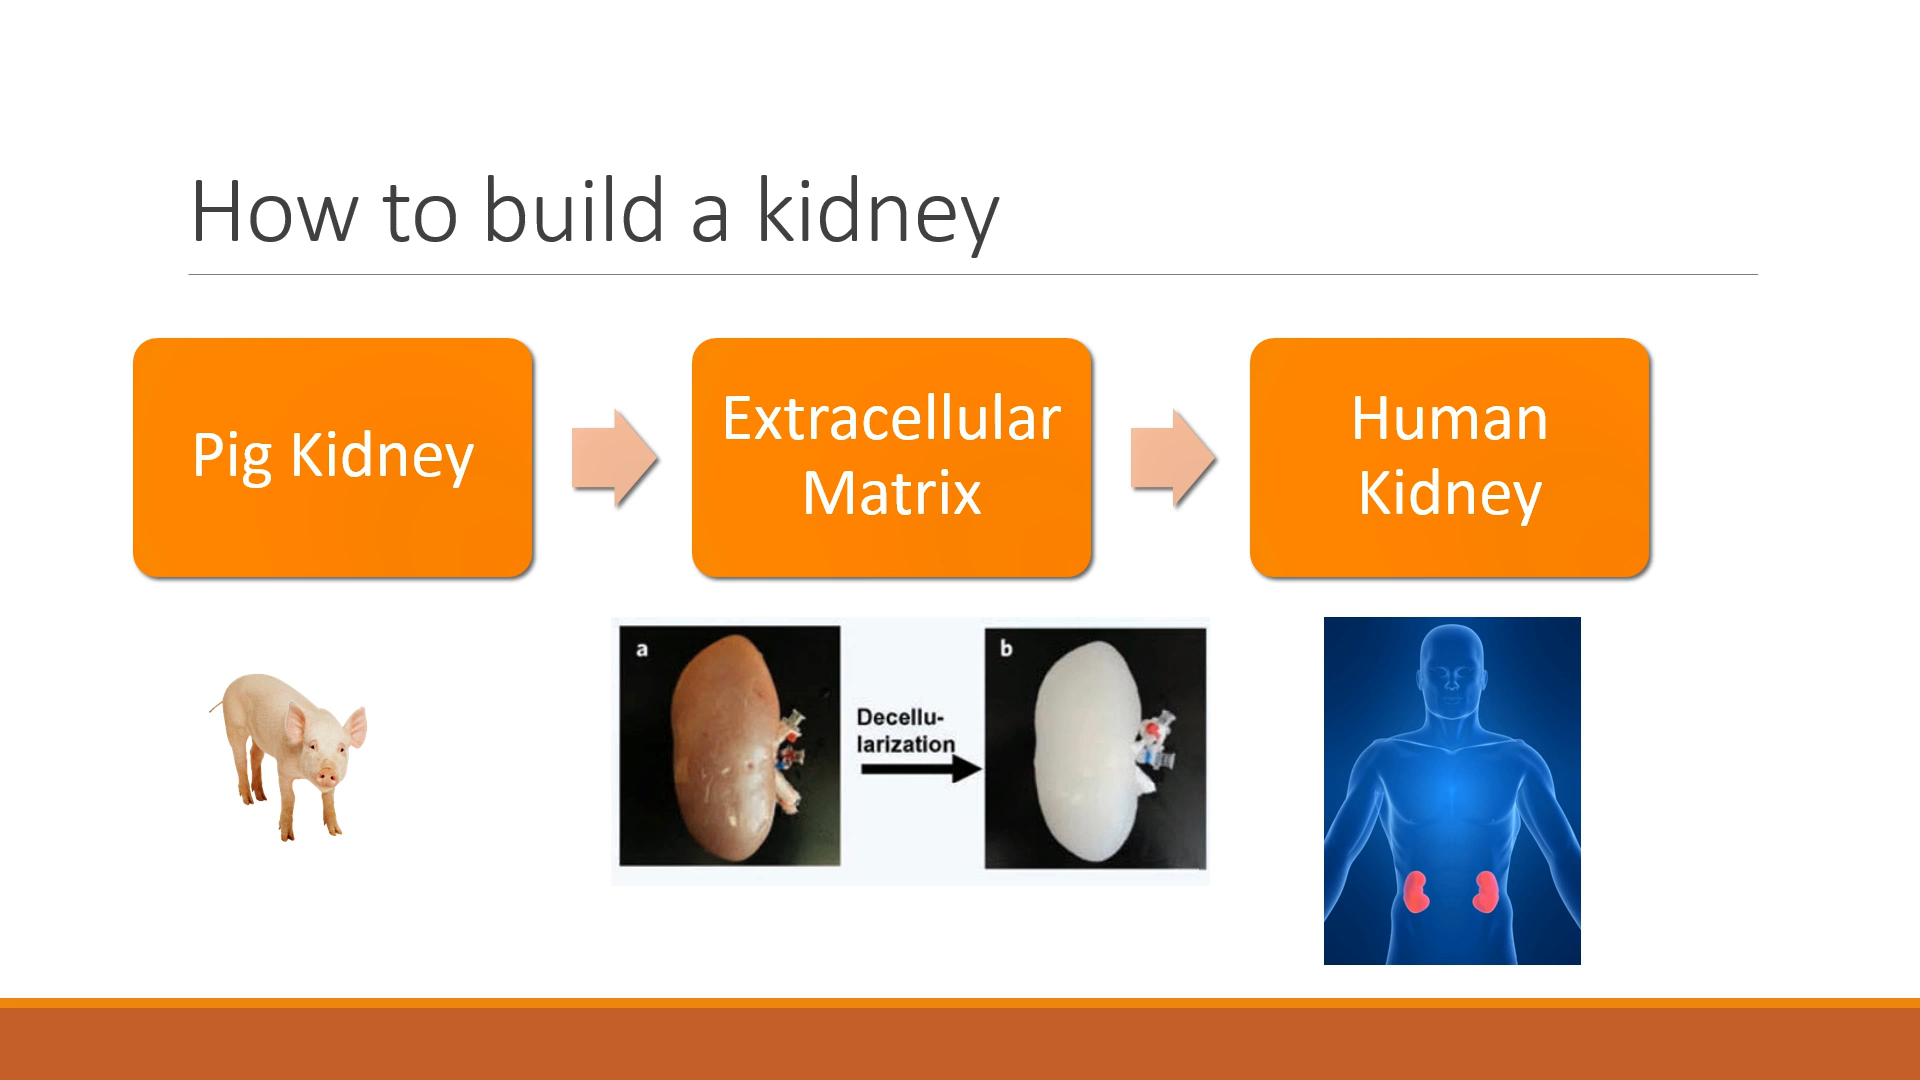 How to build a kidney
Pig Kidney
Extracellular
Matrix
Human
Kidney
a
Decellu-
larization
b